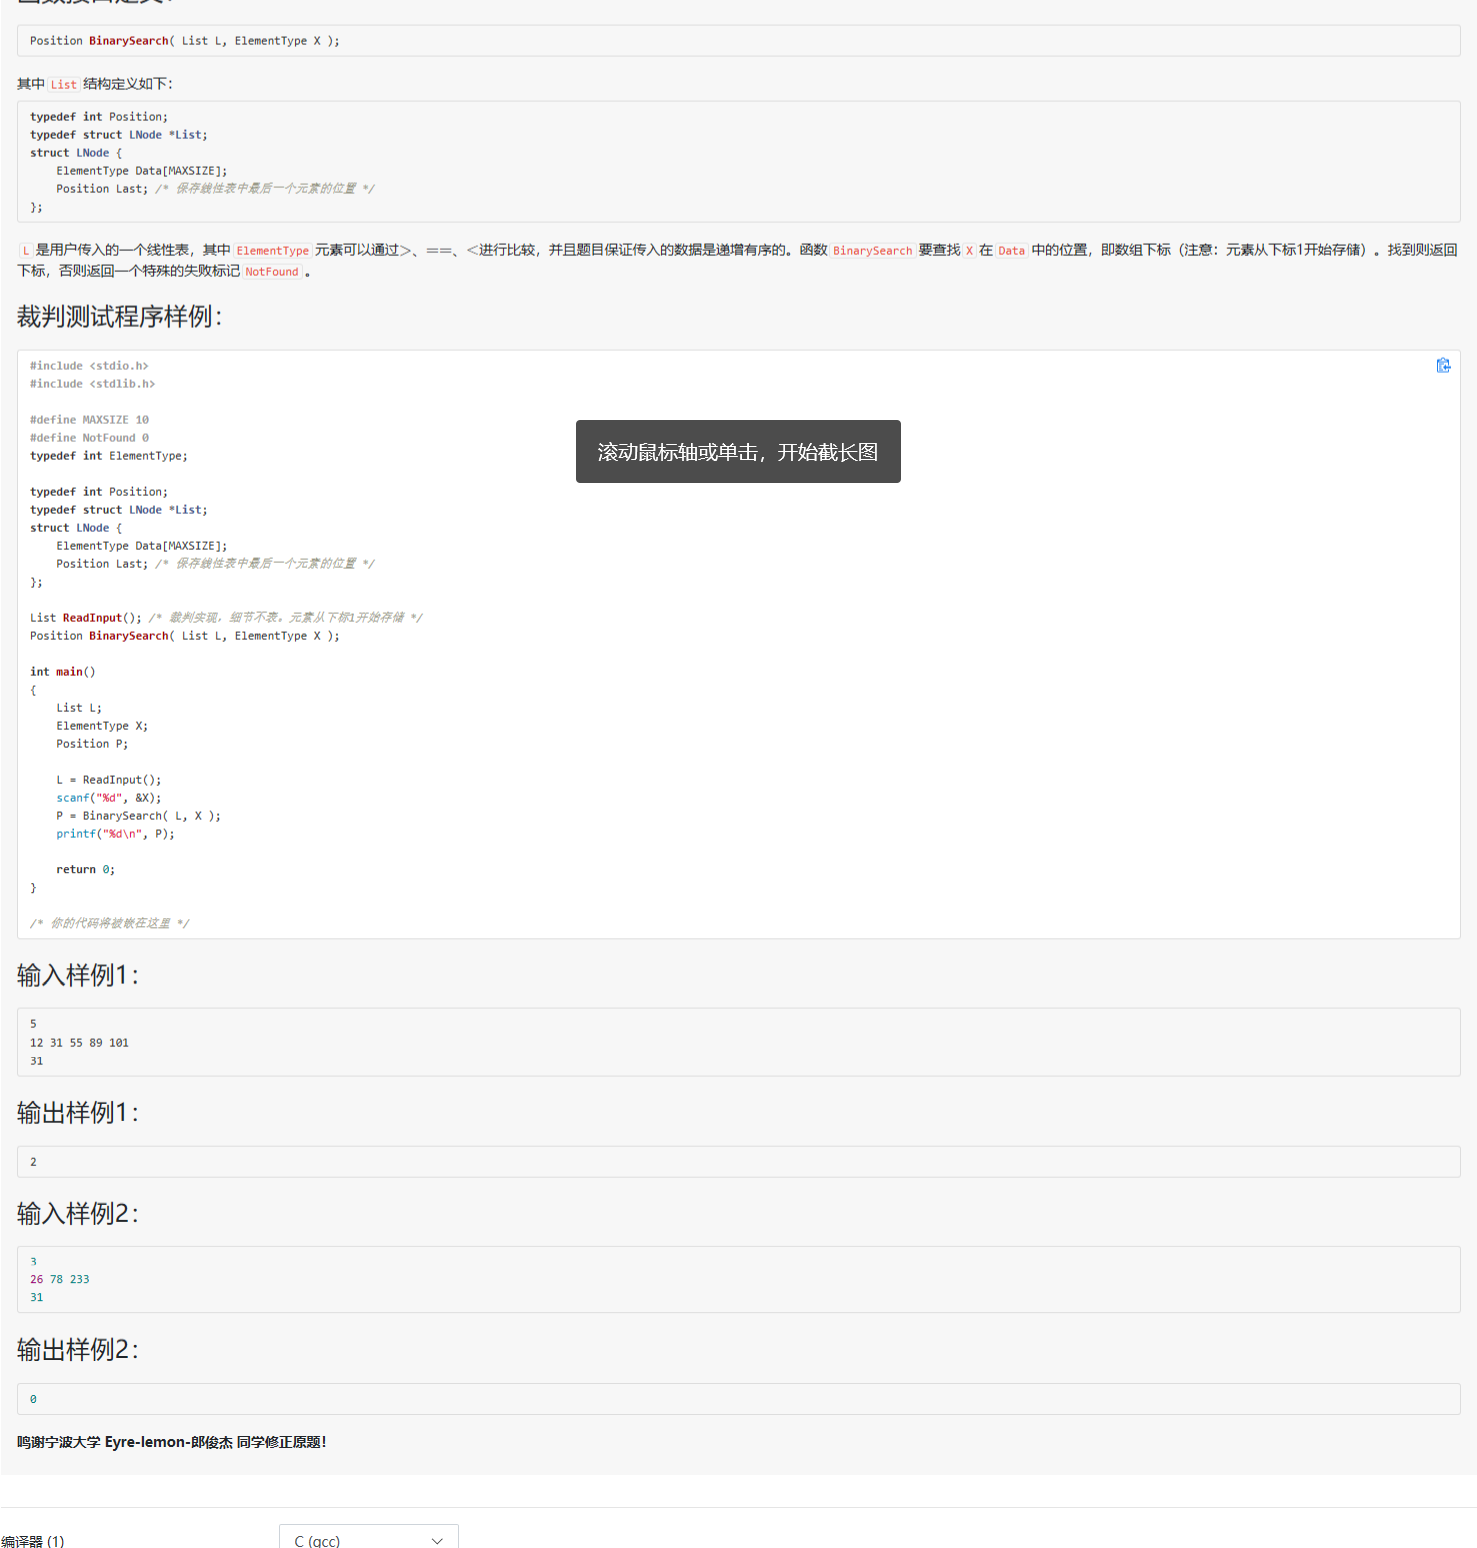 Position BinarySearch( List L, ElementType X );
其中 List 结构定义如下：
typedef int Position;
typedef struct LNode *List;
struct LNode {
    ElementType Data[MAXSIZE];
    Position Last; /* 保存线性表中最后一个元素的位置 */
};
L 是用户传入的一个线性表，其中 ElementType 元素可以通过>、==、<进行比较，并且题目保证传入的数据是递增有序的。函数 BinarySearch 要查找 X 在 Data 中的位置，即数组下标（注意：元素从下标1开始存储）。找到则返回
下标，否则返回一个特殊的失败标记 NotFound 。
裁判测试程序样例：
#include <stdio.h>
#include <stdlib.h>
#define MAXSIZE 10
#define NotFound 0
typedef int ElementType;
滚动鼠标轴或单击，开始截长图
typedef int Position;
typedef struct LNode *List;
struct LNode {
    ElementType Data[MAXSIZE];
    Position Last; /* 保存线性表中最后一个元素的位置 */
};
List ReadInput(); /* 裁判实现，细节不表。元素从下标1开始存储 */
Position BinarySearch( List L, ElementType X );
int main()
{
    List L;
    ElementType X;
    Position P;
    L = ReadInput();
    scanf("%d", &X);
    P = BinarySearch( L, X );
    printf("%d\n", P);
    return 0;
}
/* 你的代码将被嵌在这里 */
输入样例1：
5
12 31 55 89 101
31
输出样例1：
2
输入样例2：
3
26 78 233
31
输出样例2：
0
鸣谢宁波大学 Eyre-lemon-郎俊杰 同学修正原题！
编译器 (1)
C (gcc)